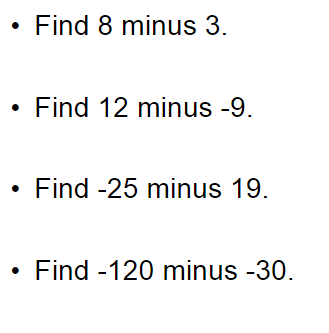 • Find 8 minus 3.
• Find 12 minus -9.
• Find -25 minus 19.
• Find -120 minus -30.